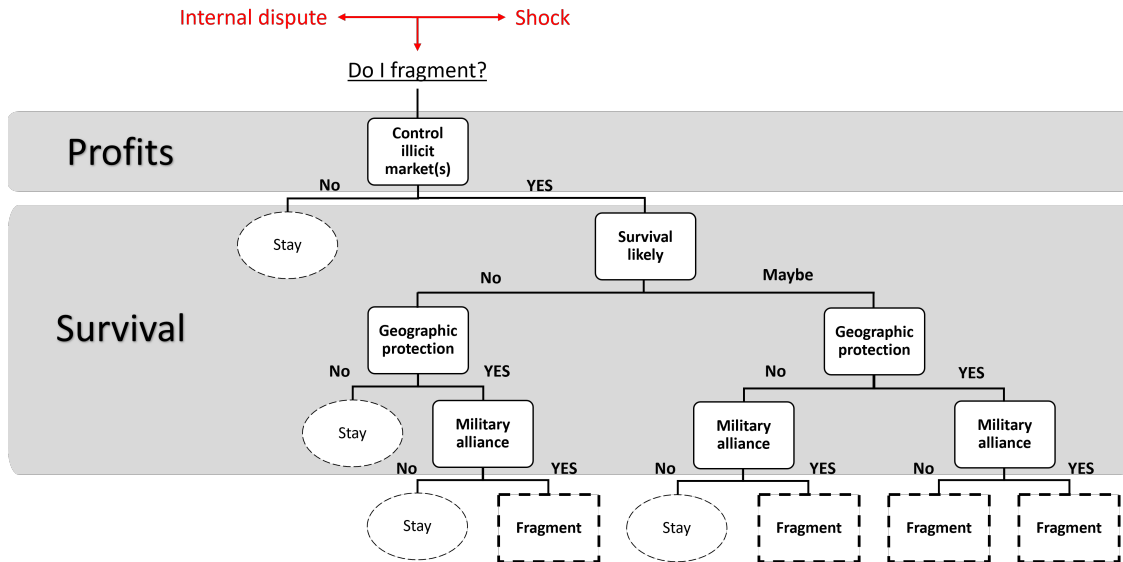 Internal dispute
Shock
Do I fragment?
Profits
Control
illicit
market(s)
No
YES
Stay
Survival
likely
No
Maybe
Survival
Geographic
protection
Geographic
protection
No
YES
No
YES
Stay
Military
alliance
Military
alliance
Military
alliance
No
YES
No
YES
No
YES
Stay
Fragment
Stay
Fragment
Fragment
Fragment